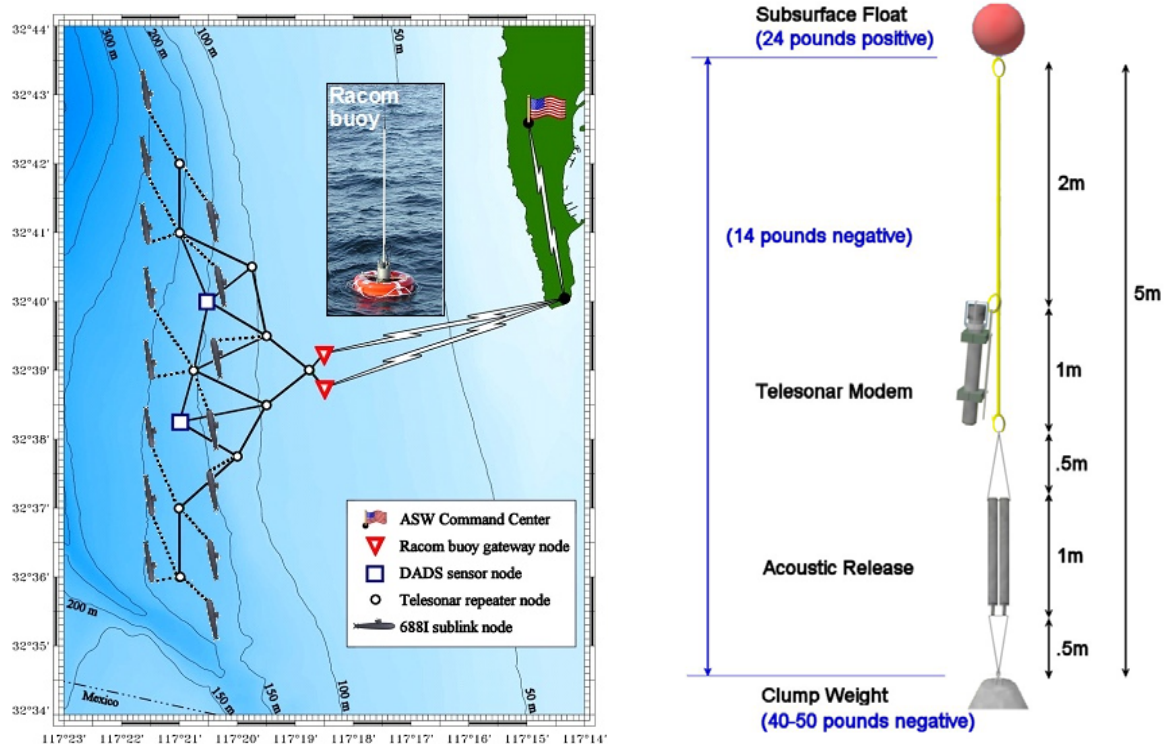 32°44'
32°43'
32°42'
32°41'
32°40'
32°39'
32°38'
32°37'
32°36'
32°35'
32°34'
300 m
200 m
100 m
50 m
Racom
buoy
ASW Command Center
Racom buoy gateway node
DADS sensor node
Telesonar repeater node
688I sublink node
200 m
Mexico
150 m
150 m
100 m
50 m
117°23'
117°22'
117°21'
117°20'
117°19'
117°18'
117°17'
117°16'
117°15'
117°14'
Subsurface Float
(24 pounds positive)
2m
(14 pounds negative)
5m
Telesonar Modem
1m
.5m
Acoustic Release
1m
.5m
Clump Weight
(40-50 pounds negative)